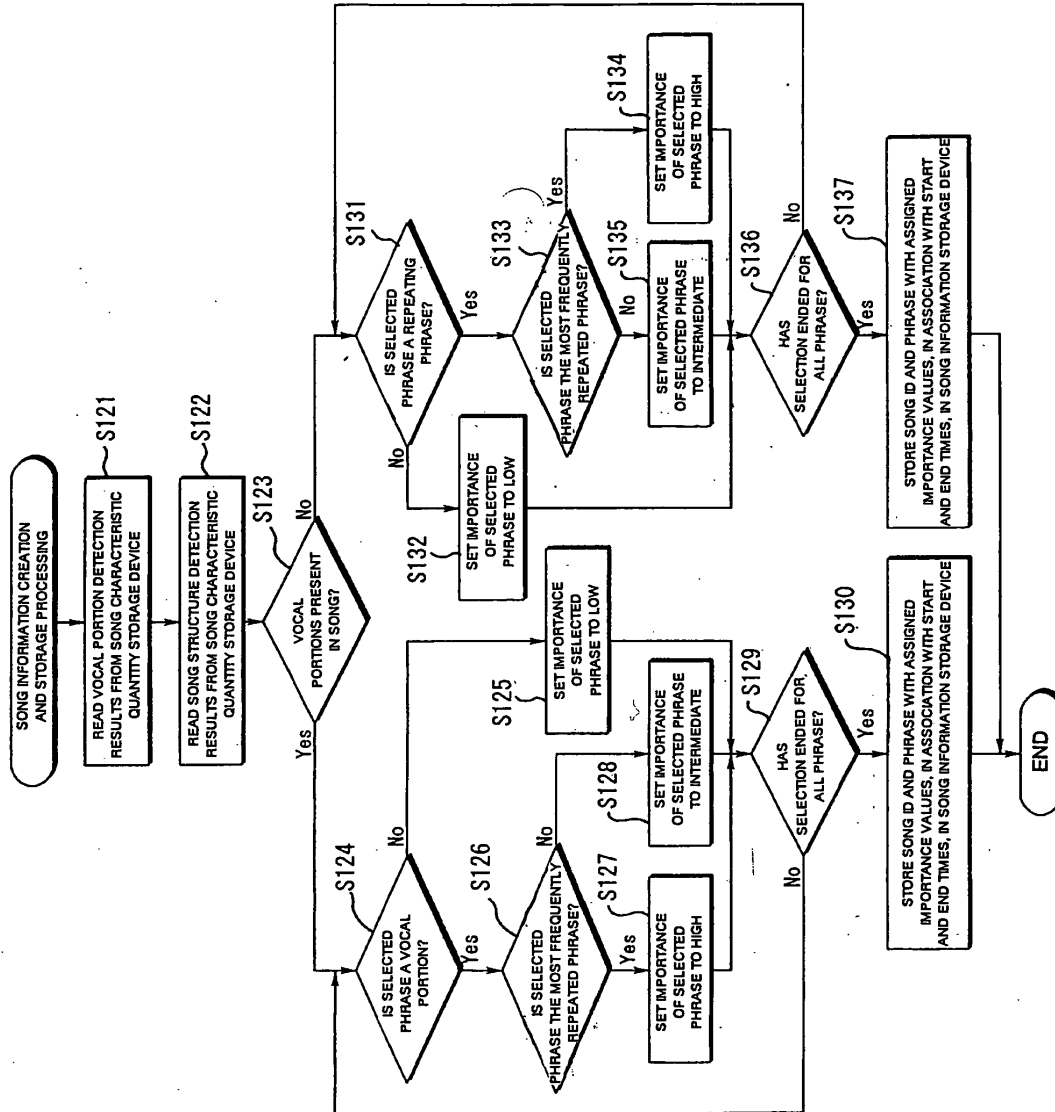 SONG INFORMATION CREATION
AND STORAGE PROCESSING
S121
READ VOCAL PORTION DETECTION
RESULTS FROM SONG CHARACTERISTIC
QUANTITY STORAGE DEVICE
S122
READ SONG STRUCTURE DETECTION
RESULTS FROM SONG CHARACTERISTIC
QUANTITY STORAGE DEVICE
S123
VOCAL
PORTIONS PRESENT
IN SONG?
Yes
No
S124
IS SELECTED
PHRASE A VOCAL
PORTION?
No
Yes
S125
SET IMPORTANCE
OF SELECTED
PHRASE TO LOW
S126
IS SELECTED
PHRASE THE MOST FREQUENTLY
REPEATED PHRASE?
No
Yes
S127
SET IMPORTANCE
OF SELECTED
PHRASE TO HIGH
S128
SET IMPORTANCE
OF SELECTED PHRASE
TO INTERMEDIATE
S129
HAS
SELECTION ENDED FOR
ALL PHRASE?
No
Yes
S130
STORE SONG ID AND PHRASE WITH ASSIGNED
IMPORTANCE VALUES, IN ASSOCIATION WITH START
AND END TIMES, IN SONG INFORMATION STORAGE DEVICE
S131
IS SELECTED
PHRASE A REPEATING
PHRASE?
No
Yes
S132
SET IMPORTANCE
OF SELECTED
PHRASE TO LOW
S133
IS SELECTED
PHRASE THE MOST FREQUENTLY
REPEATED PHRASE?
Yes
No
S134
SET IMPORTANCE
OF SELECTED
PHRASE TO HIGH
S135
SET IMPORTANCE
OF SELECTED PHRASE
TO INTERMEDIATE
S136
HAS
SELECTION ENDED FOR
ALL PHRASE?
No
Yes
S137
STORE SONG ID AND PHRASE WITH ASSIGNED
IMPORTANCE VALUES, IN ASSOCIATION WITH START
AND END TIMES, IN SONG INFORMATION STORAGE DEVICE
END